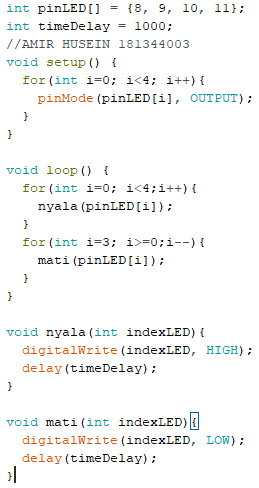 int pinLED[] = {8, 9, 10, 11};
int timeDelay = 1000;
//AMIR HUSEIN 181344003
void setup() {
  for(int i=0; i<4; i++){
    pinMode(pinLED[i], OUTPUT);
  }
}

void loop() {
  for(int i=0; i<4;i++){
    nyala(pinLED[i]);
  }
  for(int i=3; i>=0;i--){
    mati(pinLED[i]);
  }
}

void nyala(int indexLED){
  digitalWrite(indexLED, HIGH);
  delay(timeDelay);
}

void mati(int indexLED){
  digitalWrite(indexLED, LOW);
  delay(timeDelay);
}